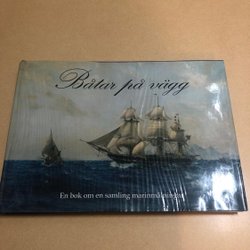 Båtar på vägg
En bok om en samling marinmålningar